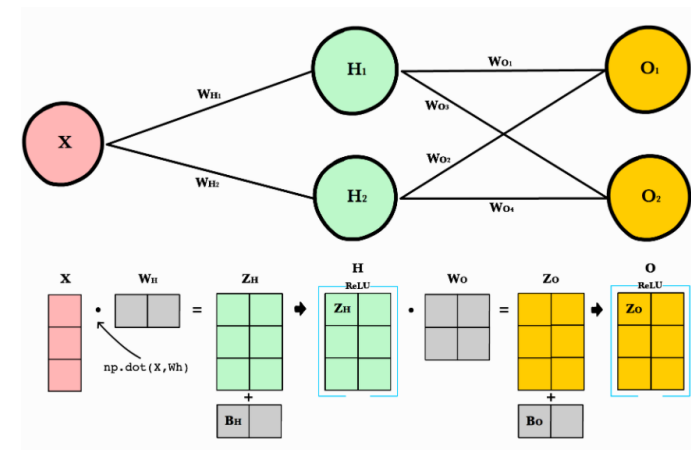 X
WH1
WH2
H1
H2
WO1
WO3
WO2
WO4
O1
O2
X
WH
ZH
H
WO
ZO
O
ReLU
ReLU
• = ZH • = ZO
np.dot(X,Wh)
+
+
BH
BO